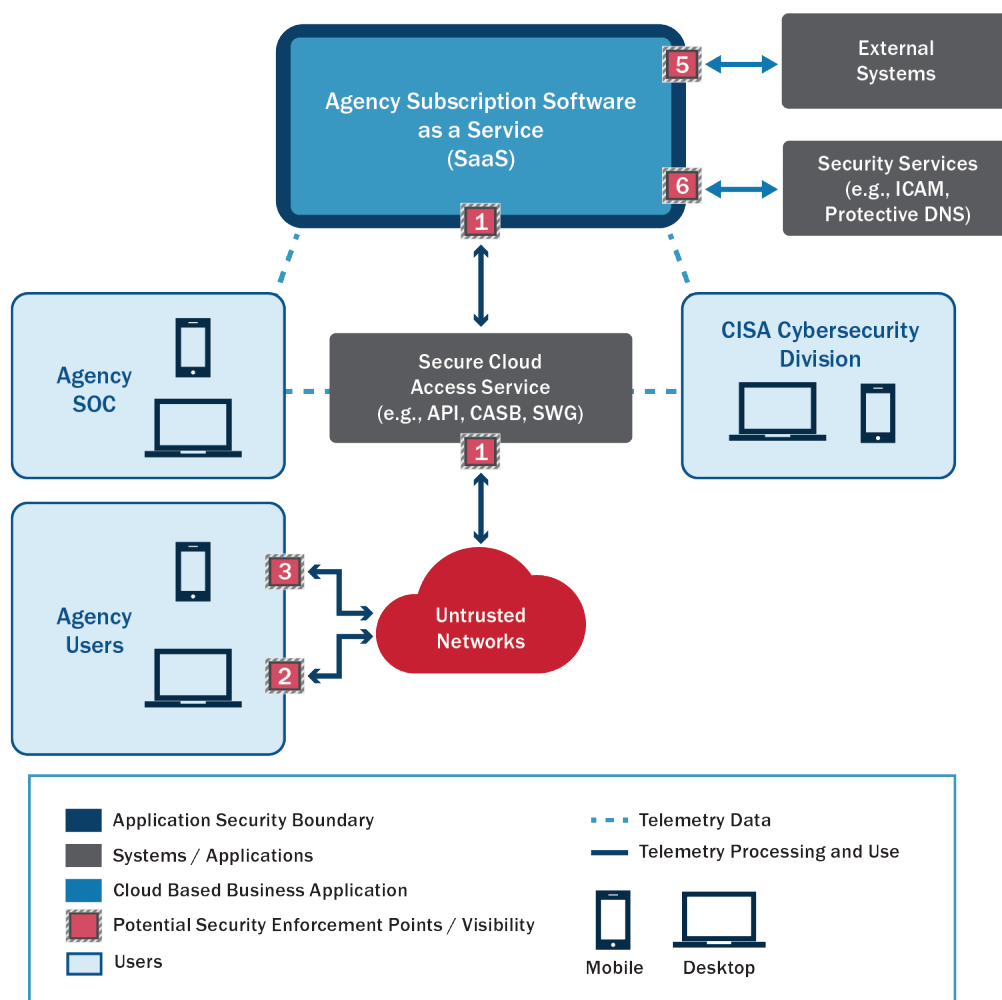 Agency Subscription Software
as a Service
(SaaS)
5
External
Systems
6
Security Services
(e.g., ICAM,
Protective DNS)
1
Agency
SOC
Secure Cloud
Access Service
(e.g., API, CASB, SWG)
1
CISA Cybersecurity
Division
Agency
Users
3
2
Untrusted
Networks
Application Security Boundary
Systems / Applications
Cloud Based Business Application
Potential Security Enforcement Points / Visibility
Users
Telemetry Data
Telemetry Processing and Use
Mobile
Desktop